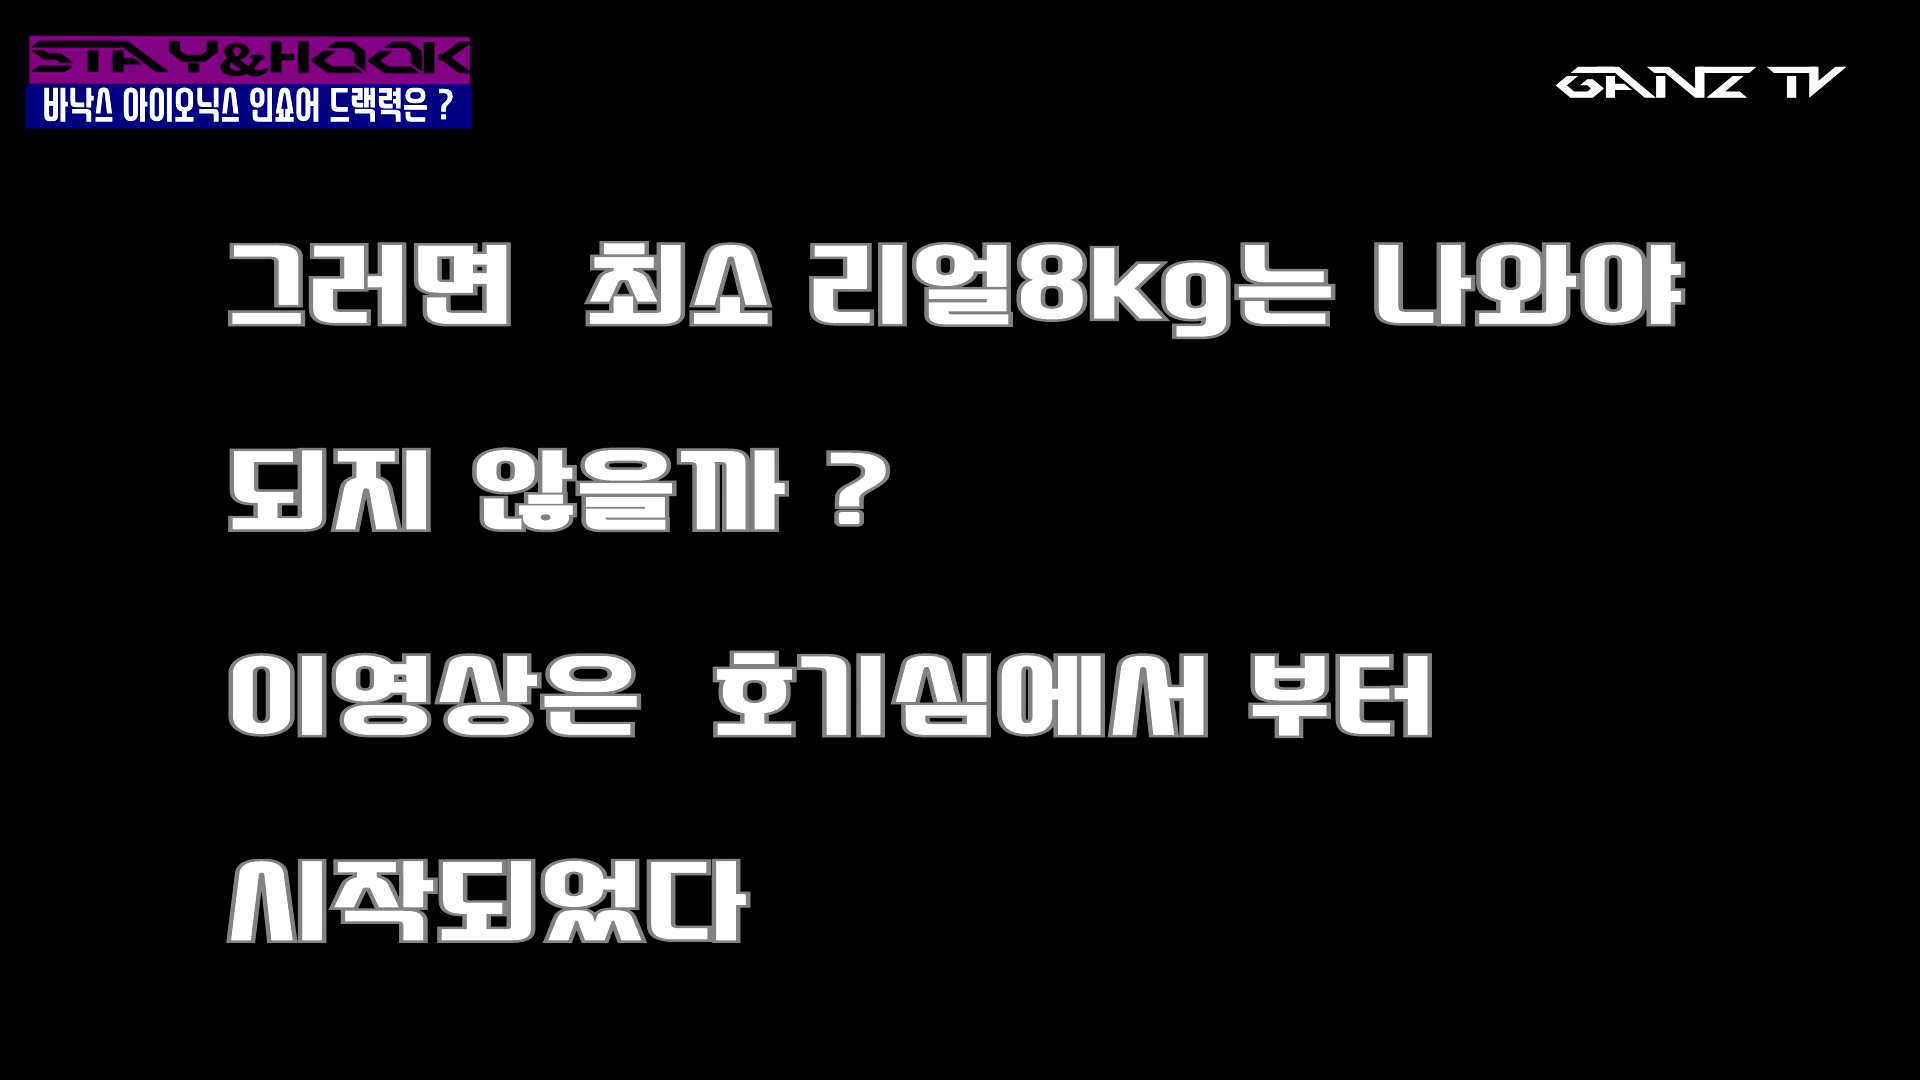 STAY&HOOK
바낙스 아이오닉스 인쇼어 드랙력은 ?
GANZ TV
그러면 최소 리얼8kg는 나와야
되지 않을까 ?
이영상은 호기심에서 부터
시작되었다